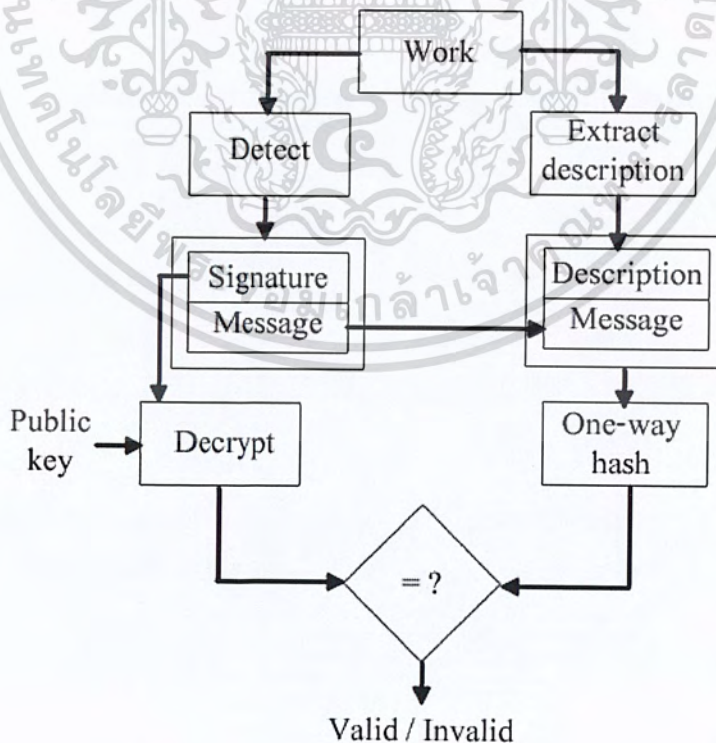 Work
Detect
Extract
description
Signature
Message
Description
Message
Public
key
Decrypt
One-way
hash
= ?
Valid / Invalid